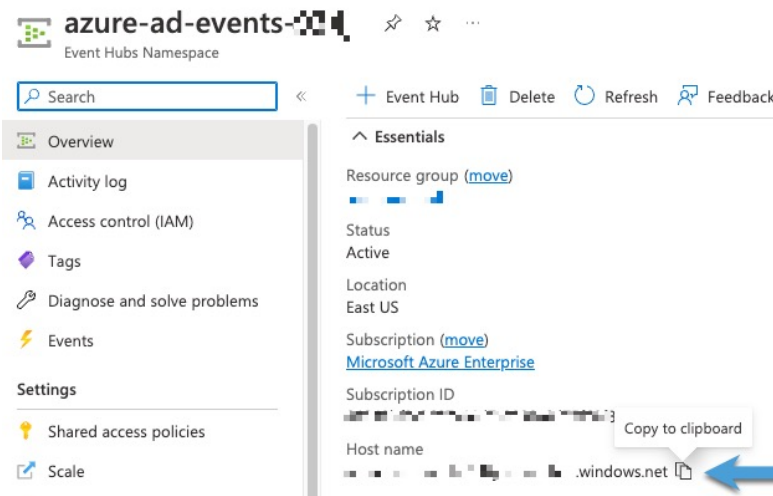 azure-ad-events-
Event Hubs Namespace
Search
Overview
Activity log
Access control (IAM)
Tags
Diagnose and solve problems
Events
Settings
Shared access policies
Scale
Event Hub Delete Refresh Feedback
Essentials
Resource group (move)
Status
Active
Location
East US
Subscription (move)
Microsoft Azure Enterprise
Subscription ID
Copy to clipboard
Host name
.windows.net